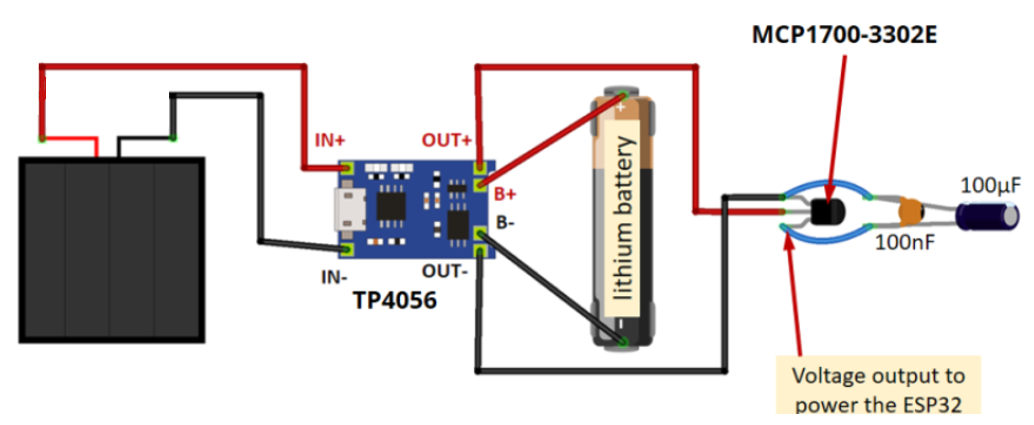 MCP1700-3302E
IN+
OUT+
B+
B-
IN-
OUT-
TP4056
+
lithium battery
-
100µF
100nF
Voltage output to
power the ESP32